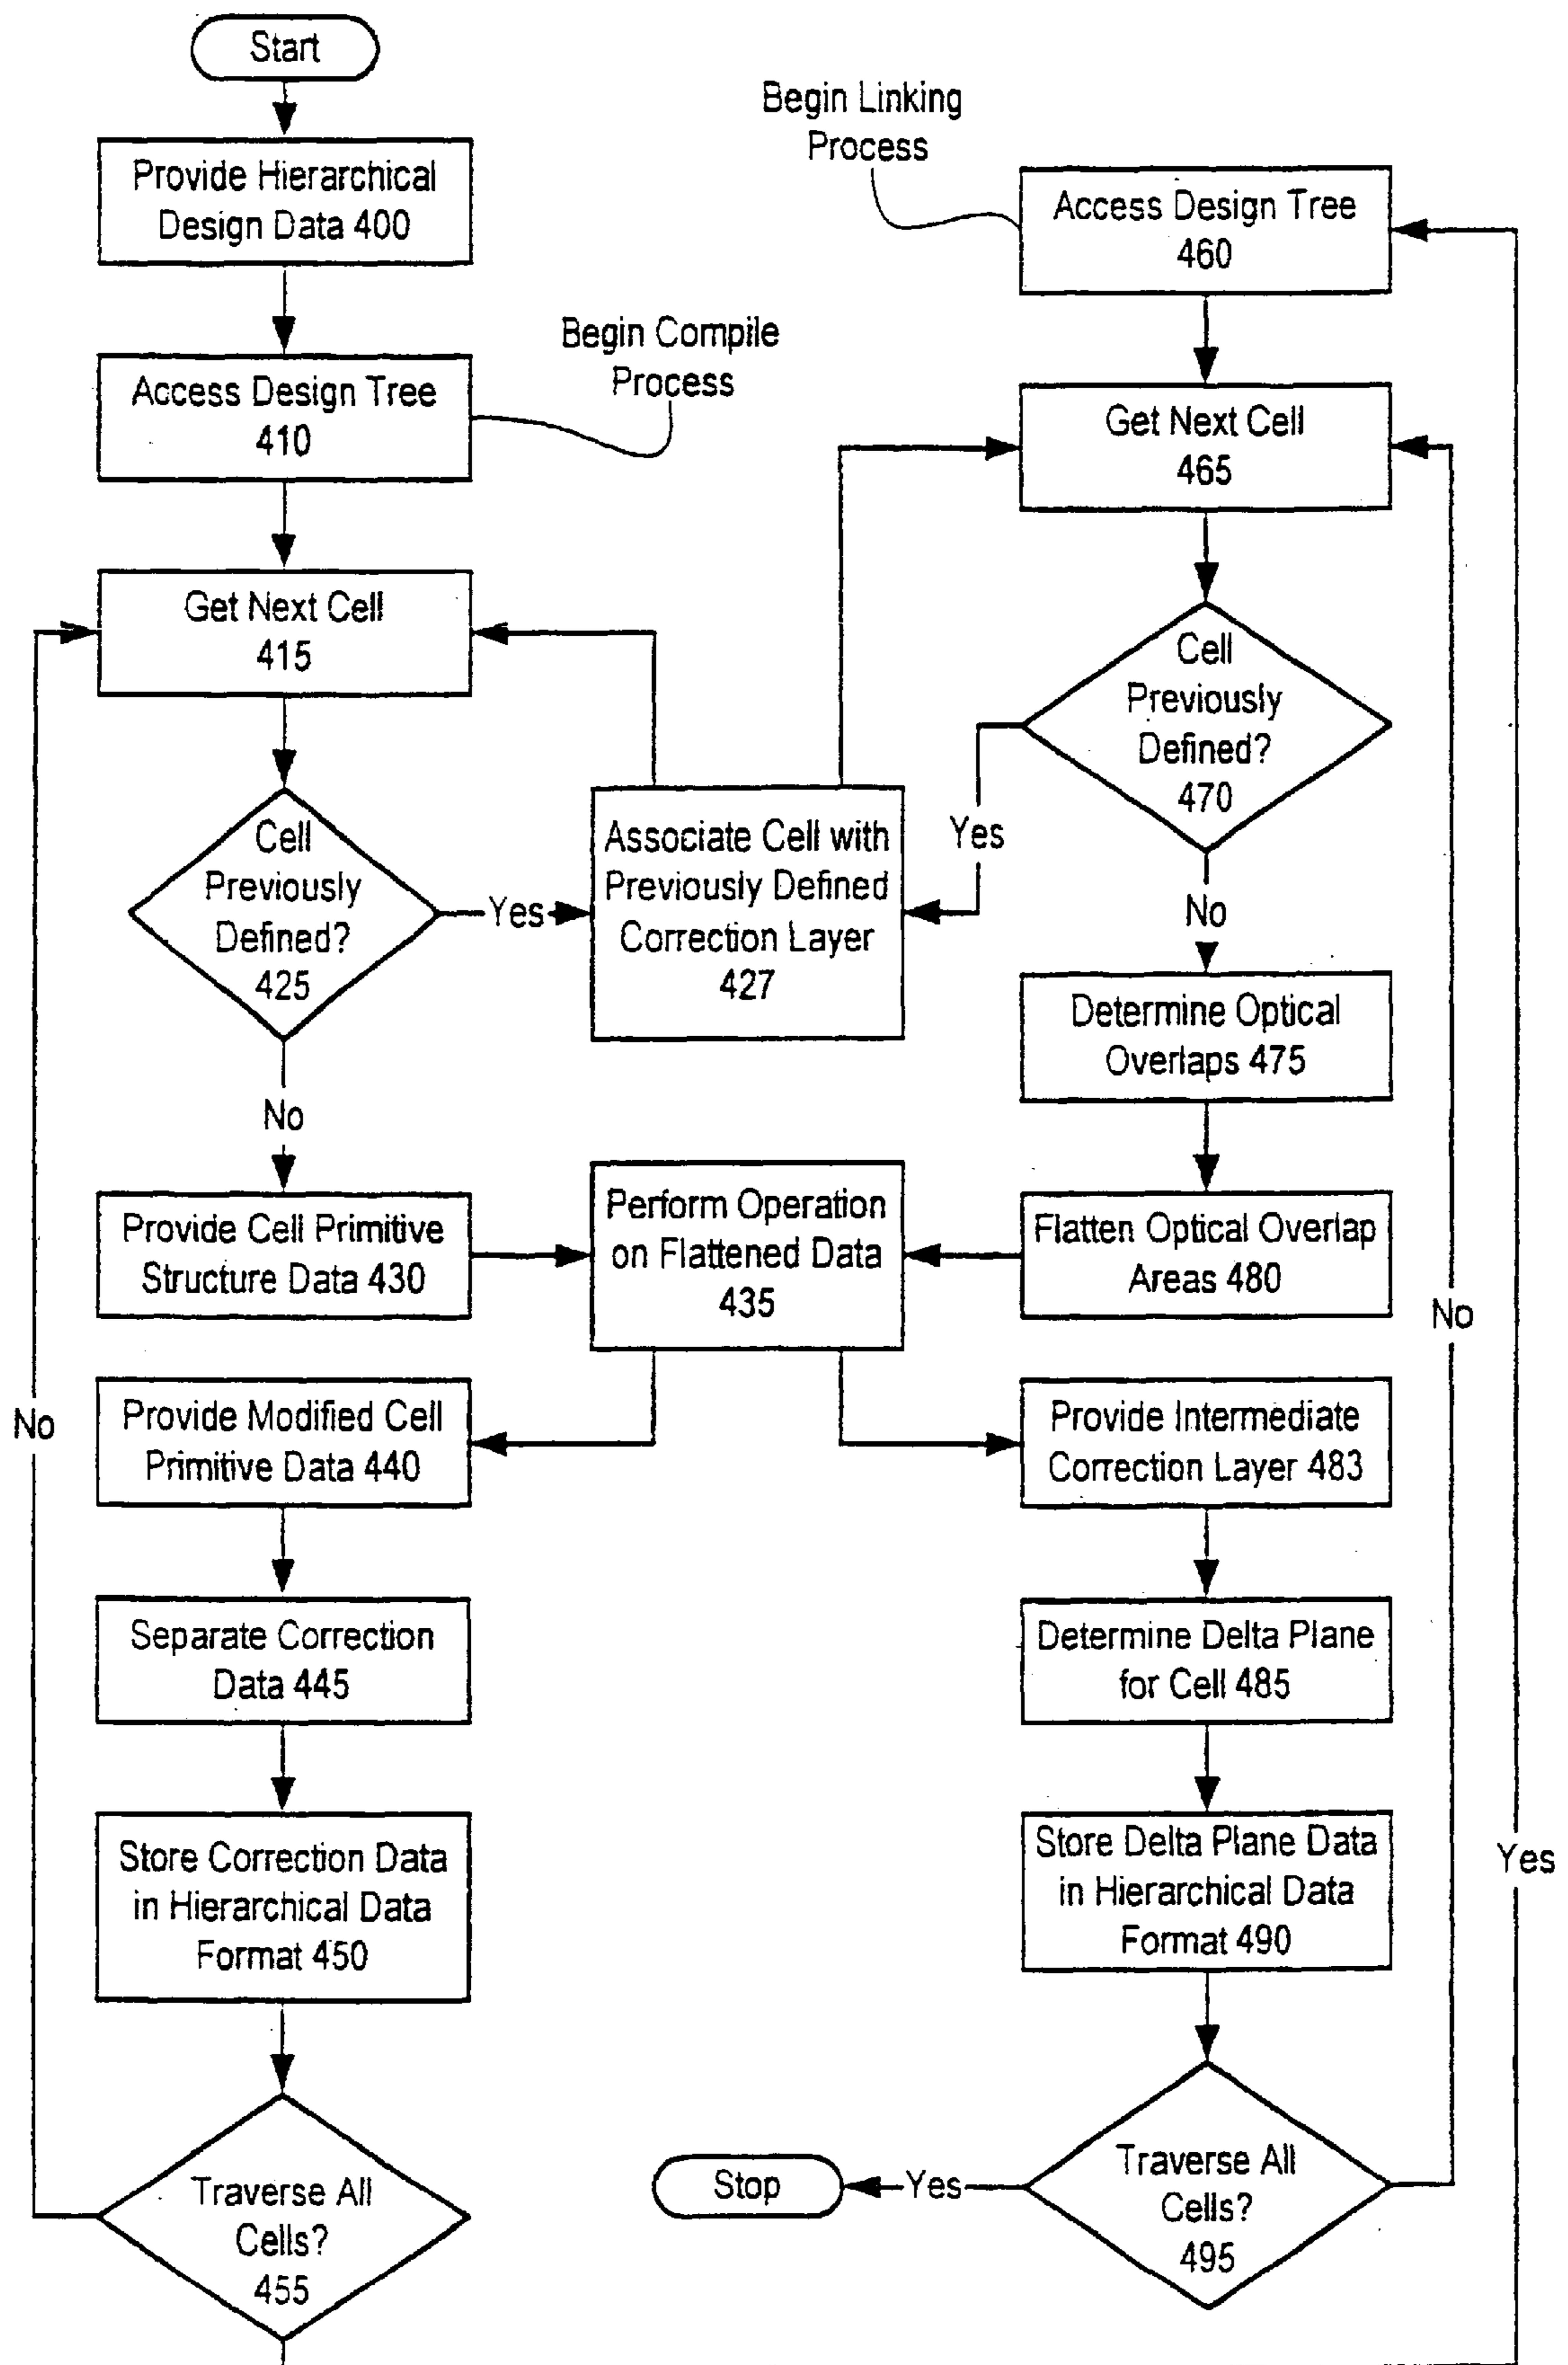 Start
Provide Hierarchical
Design Data 400
Begin Compile
Process
Access Design Tree
410
Get Next Cell
415
Cell
Previously
Defined?
425
Yes
Associate Cell with
Previously Defined
Correction Layer
427
No
Provide Cell Primitive
Structure Data 430
Perform Operation
on Flattened Data
435
Provide Modified Cell
Primitive Data 440
Separate Correction
Data 445
Store Correction Data
in Hierarchical Data
Format 450
Traverse All
Cells?
455
No
Begin Linking
Process
Access Design Tree
460
Get Next Cell
465
Cell
Previously
Defined?
470
Yes
No
Determine Optical
Overlaps 475
Flatten Optical Overlap
Areas 480
Provide Intermediate
Correction Layer 483
Determine Delta Plane
for Cell 485
Store Delta Plane Data
in Hierarchical Data
Format 490
Traverse All
Cells?
495
Yes
Stop
No
Yes